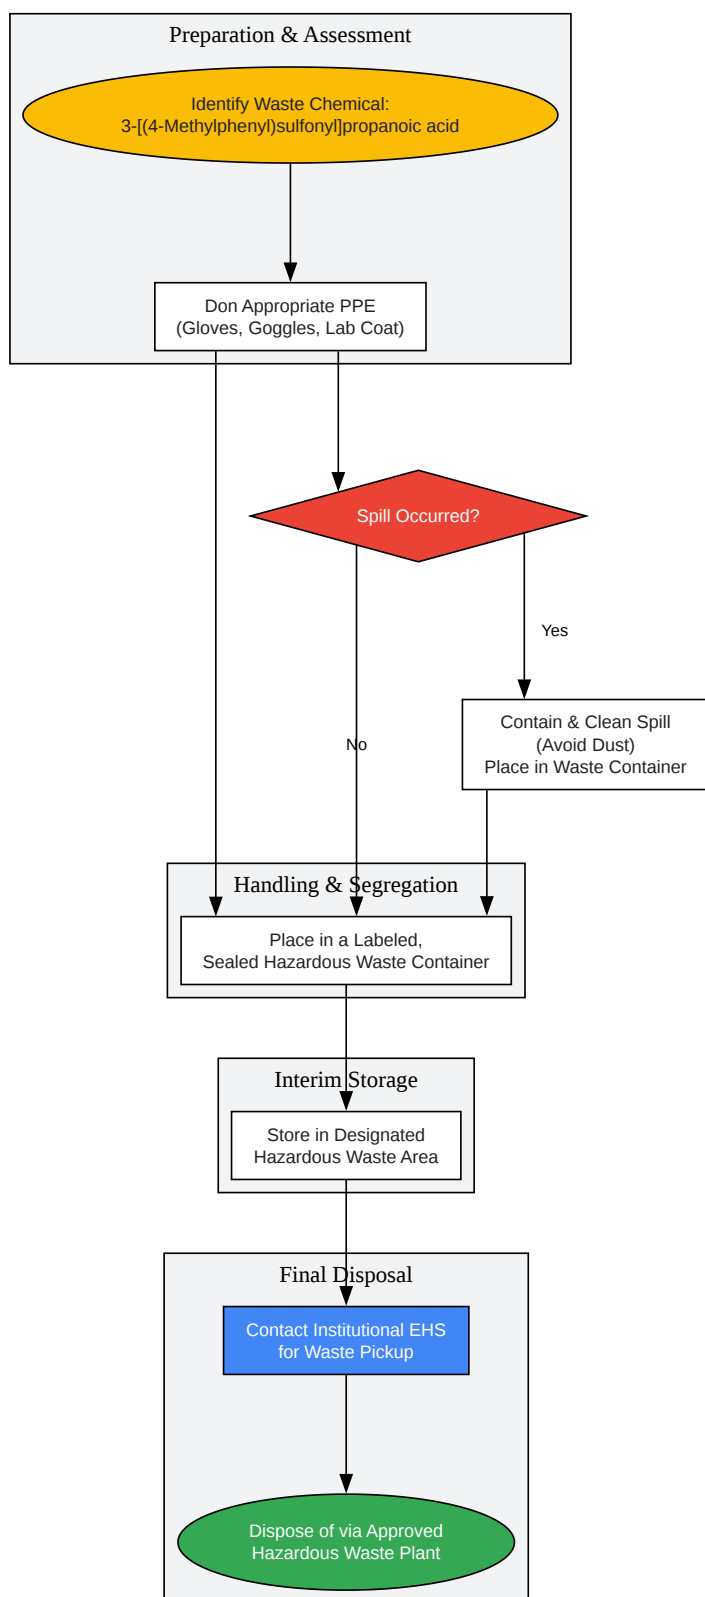 Preparation & Assessment
Identify Waste Chemical:
3-[(4-Methylphenyl)sulfonyl]propanoic acid
Don Appropriate PPE
(Gloves, Goggles, Lab Coat)
Spill Occurred?
Yes
Contain & Clean Spill
(Avoid Dust)
Place in Waste Container
No
Handling & Segregation
Place in a Labeled,
Sealed Hazardous Waste Container
Interim Storage
Store in Designated
Hazardous Waste Area
Final Disposal
Contact Institutional EHS
for Waste Pickup
Dispose of via Approved
Hazardous Waste Plant